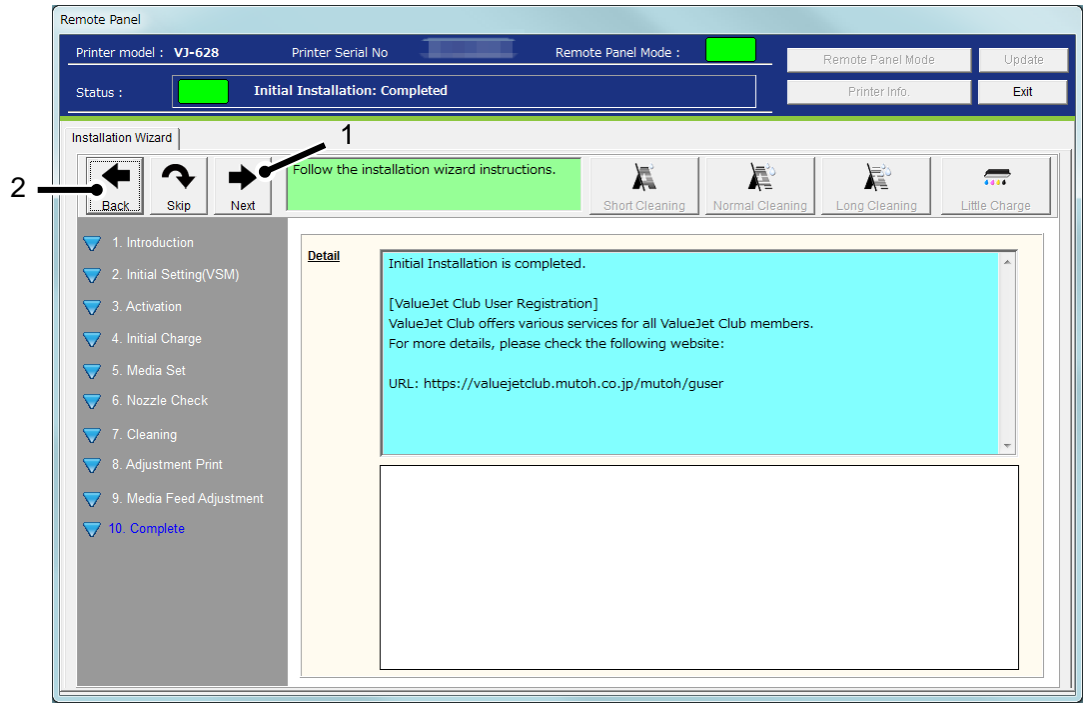 Remote Panel
Printer model : VJ-628 Printer Serial No Remote Panel Mode :
Remote Panel Mode Update
Status : Initial Installation: Completed
Printer Info. Exit
Installation Wizard
1
2
Back Skip Next
Follow the installation wizard instructions.
Short Cleaning Normal Cleaning Long Cleaning Little Charge
1. Introduction
2. Initial Setting(VSM)
3. Activation
4. Initial Charge
5. Media Set
6. Nozzle Check
7. Cleaning
8. Adjustment Print
9. Media Feed Adjustment
10. Complete
Detail
Initial Installation is completed.
[ValueJet Club User Registration]
ValueJet Club offers various services for all ValueJet Club members.
For more details, please check the following website:
URL: https://valuejetclub.mutoh.co.jp/mutoh/guser